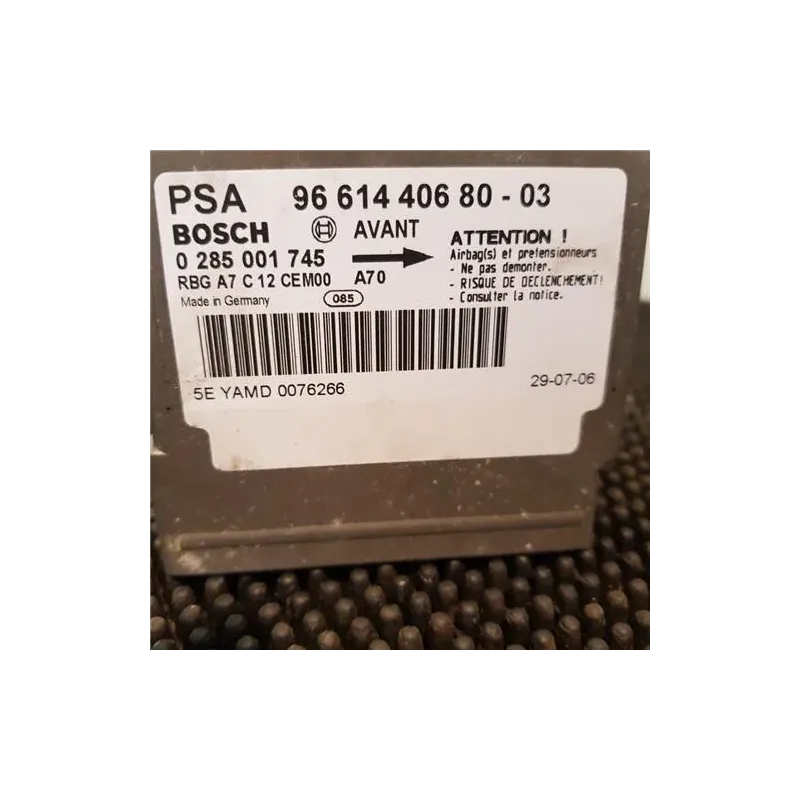 PSA 96 614 406 80 - 03
BOSCH AVANT
0 285 001 745
RBG A7 C 12 CEM00 A70
Made in Germany 085
ATTENTION !
Airbag(s) et pretensionneurs
- Ne pas demonter.
- RISQUE DE DECLENCHEMENT!
- Consulter la notice.
5E YAMD 0076266
29-07-06